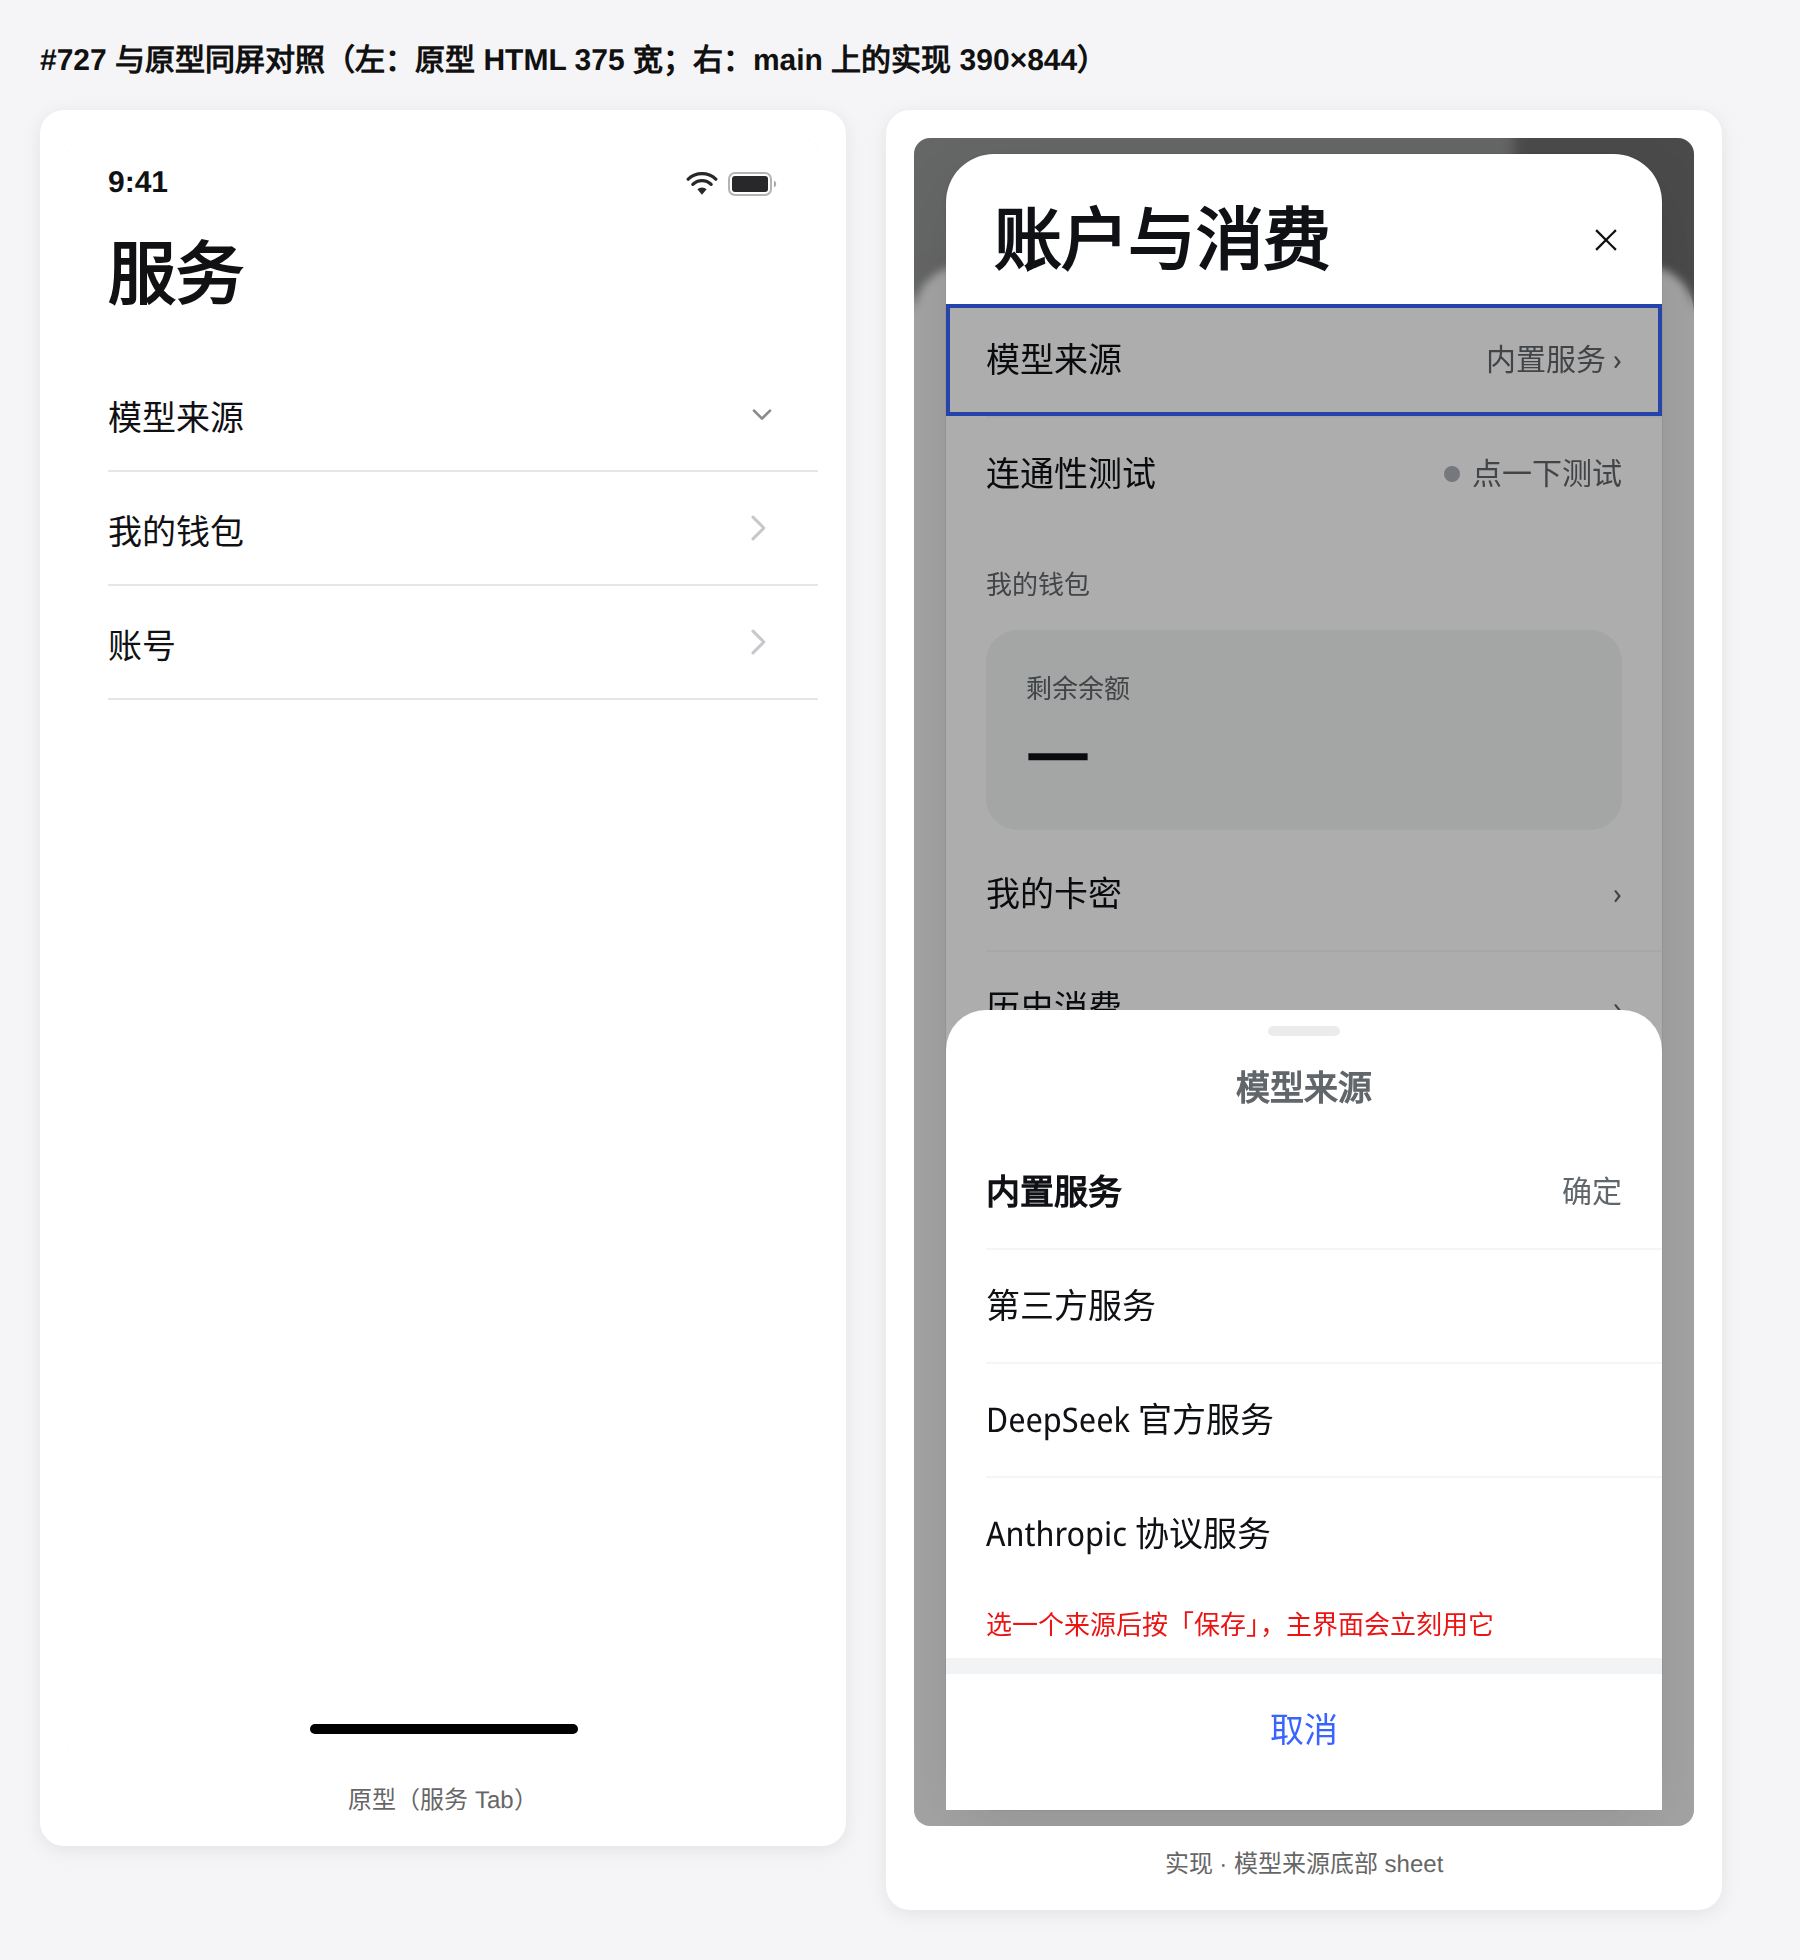 #727 与原型同屏对照（左：原型 HTML 375 宽；右：main 上的实现 390×844）
9:41
服务
模型来源
我的钱包
账号
原型（服务 Tab）
账户与消费
模型来源 内置服务 ›
连通性测试 点一下测试
我的钱包
剩余余额
—
我的卡密 ›
历史消费 ›
模型来源
内置服务 确定
第三方服务
DeepSeek 官方服务
Anthropic 协议服务
选一个来源后按「保存」，主界面会立刻用它
取消
实现 · 模型来源底部 sheet